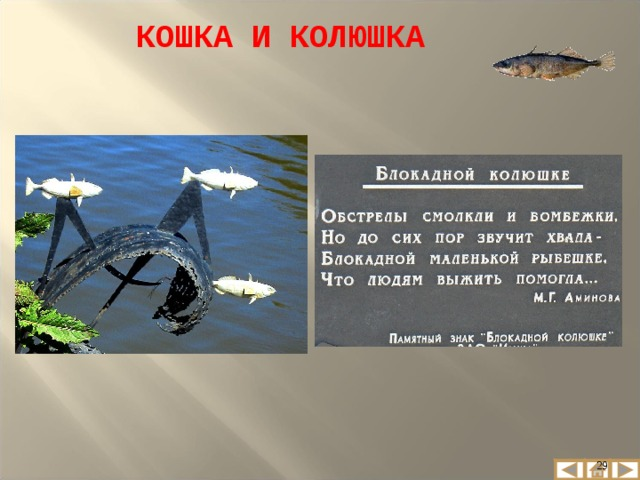 КОШКА И КОЛЮШКА
Блокадной колюшке
Обстрелы смолкли и бомбежки,
Но до сих пор звучит хвала-
Блокадной маленькой рыбешке,
Что людям выжить помогла...
М.Г. Аминова
Памятный знак "Блокадной колюшке"
29